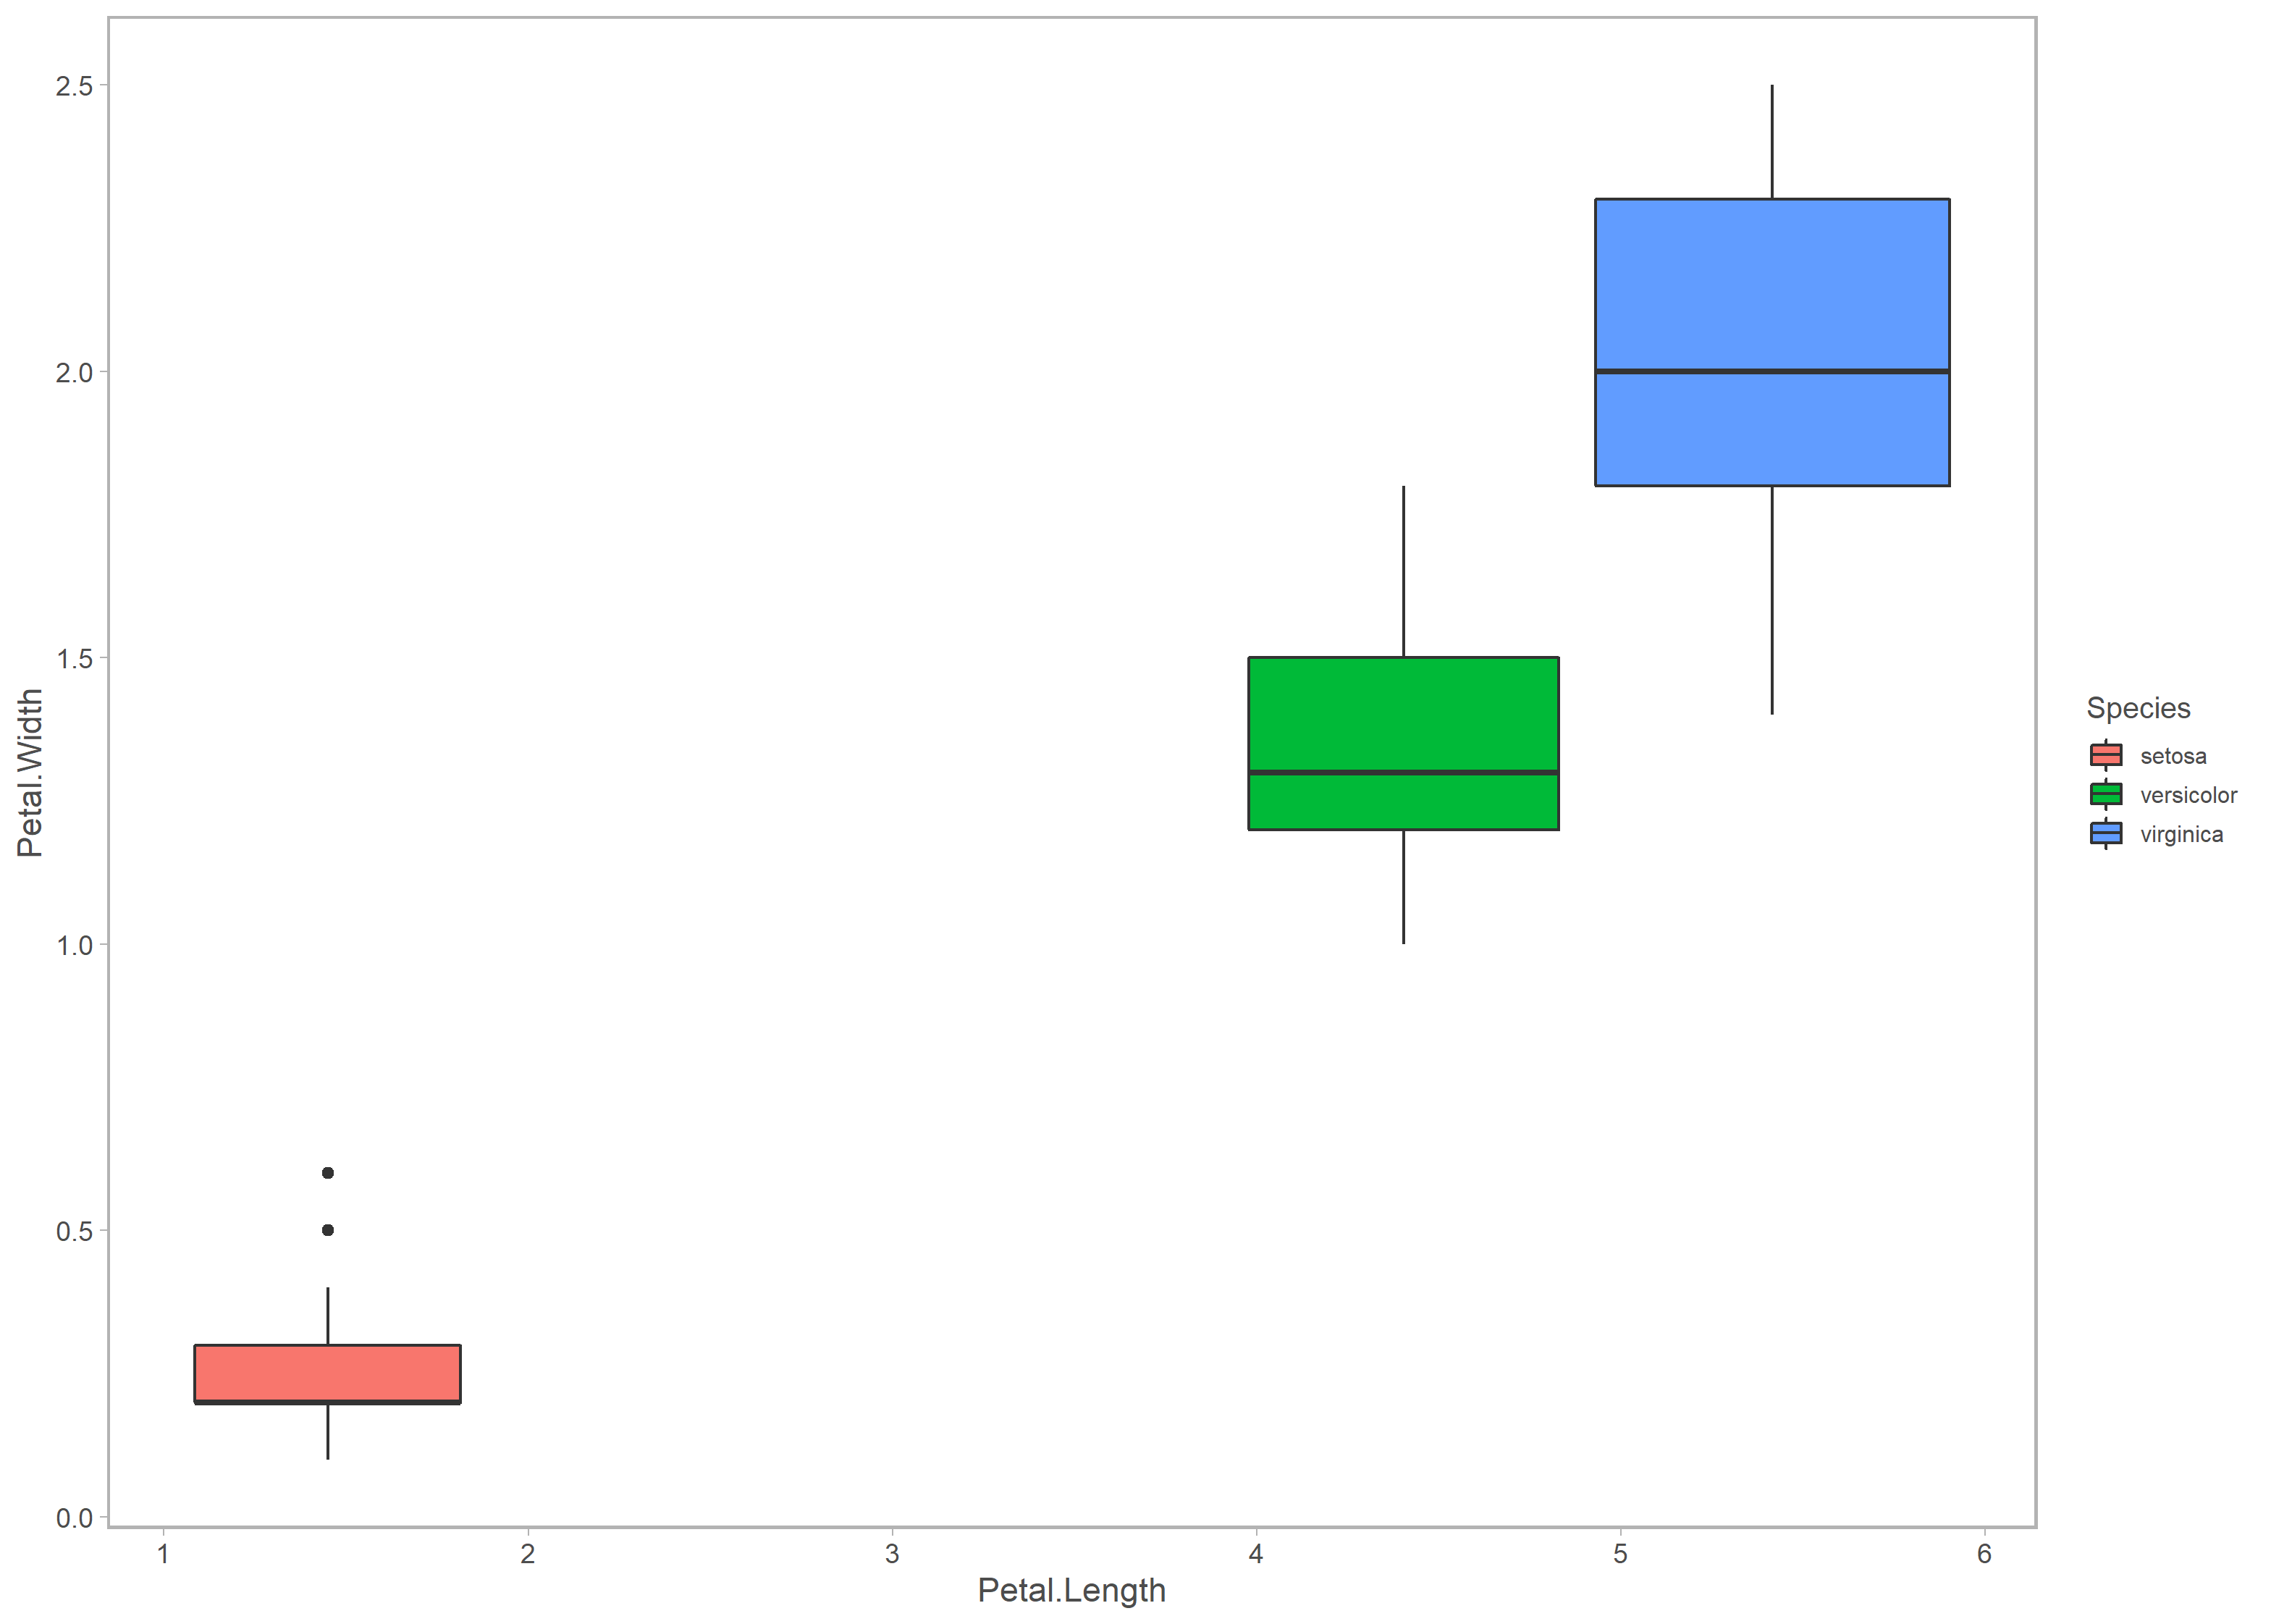 2.5
2.0
1.5
1.0
0.5
0.0
Petal.Width
1 2 3 4 5 6
Petal.Length
Species
setosa
versicolor
virginica